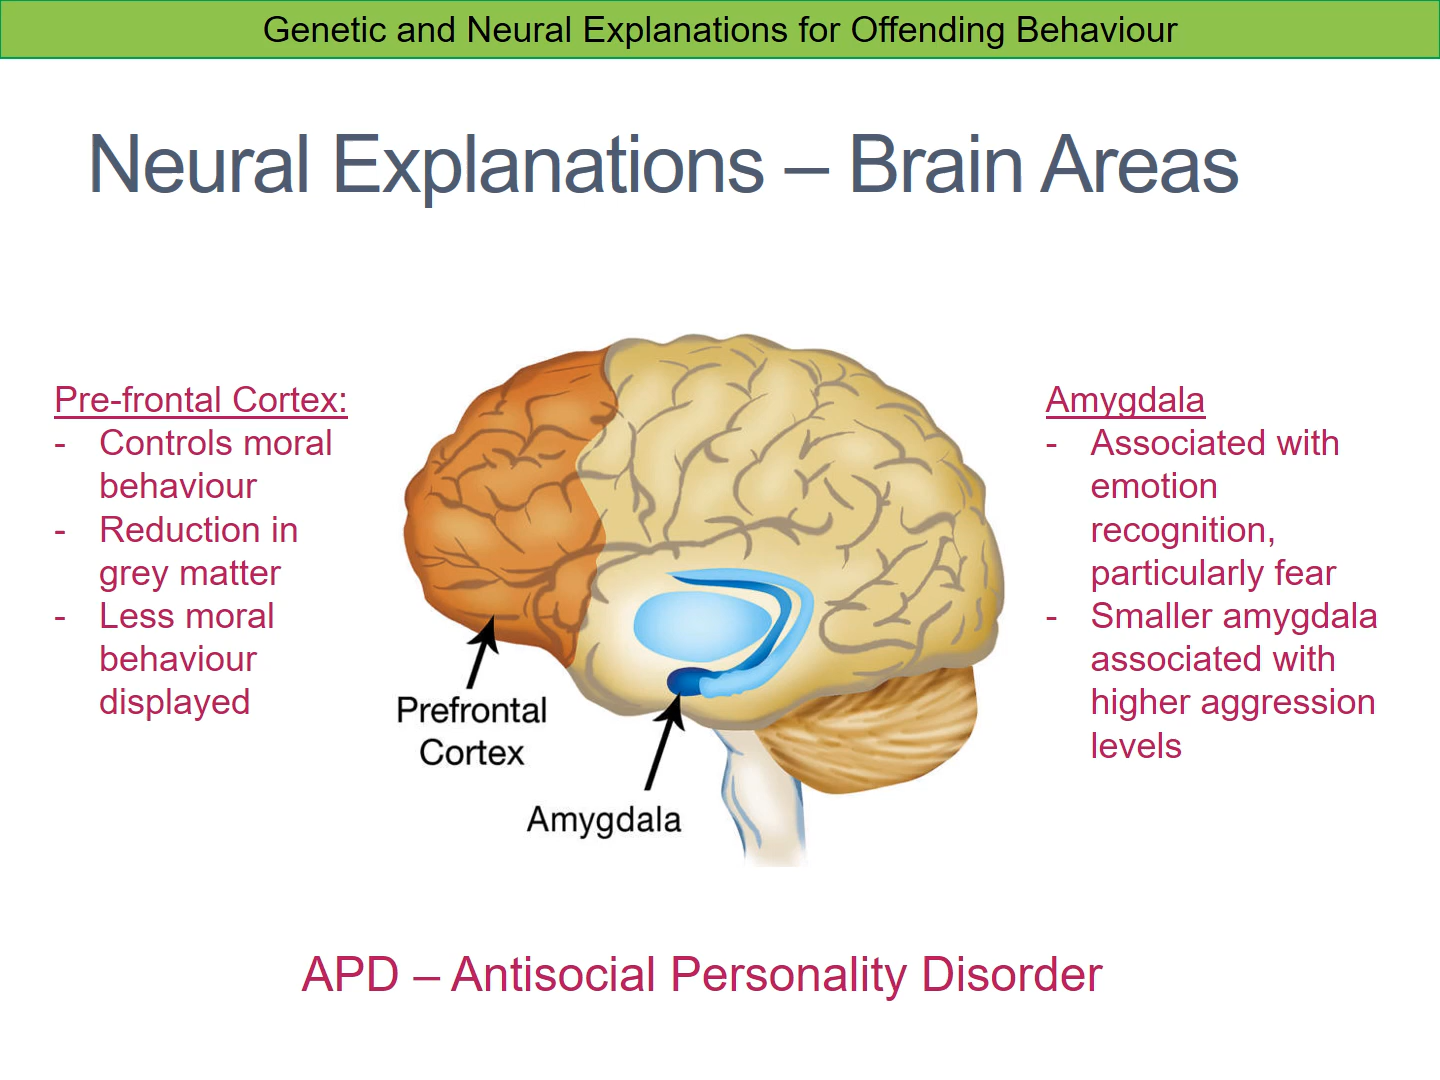 Genetic and Neural Explanations for Offending Behaviour
Neural Explanations – Brain Areas
Pre-frontal Cortex:
- Controls moral
behaviour
- Reduction in
grey matter
- Less moral
behaviour
displayed
Prefrontal
Cortex
Amygdala
Amygdala
- Associated with
emotion
recognition,
particularly fear
- Smaller amygdala
associated with
higher aggression
levels
APD – Antisocial Personality Disorder